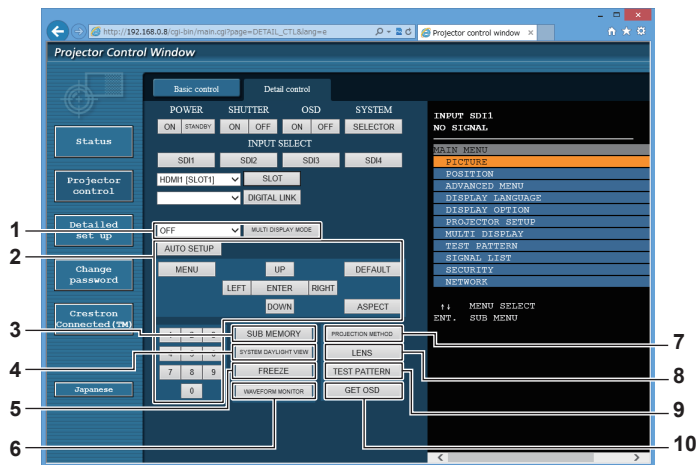 http://192.168.0.8/cgi-bin/main.cgi?page=DETAIL_CTL&lang=e
Projector control window
Projector Control Window
Basic control
Detail control
POWER SHUTTER OSD SYSTEM
ON STANDBY ON OFF ON OFF SELECTOR
INPUT SELECT
SDI1 SDI2 SDI3 SDI4
HDMI1 [SLOT1] SLOT
DIGITAL LINK
OFF MULTI DISPLAY MODE
AUTO SETUP
MENU UP DEFAULT
LEFT ENTER RIGHT
DOWN ASPECT
SUB MEMORY PROJECTION METHOD
SYSTEM DAYLIGHT VIEW LENS
7 8 9 FREEZE TEST PATTERN
0 WAVEFORM MONITOR GET OSD
Status
Projector
control
Detailed
set up
Change
password
Crestron
Connected(TM)
Japanese
INPUT SDI1
NO SIGNAL
MAIN MENU
PICTURE
POSITION
ADVANCED MENU
DISPLAY LANGUAGE
DISPLAY OPTION
PROJECTOR SETUP
MULTI DISPLAY
TEST PATTERN
SIGNAL LIST
SECURITY
NETWORK
↑↓ MENU SELECT
ENT. SUB MENU
1
2
3
4
5
6
7
8
9
10